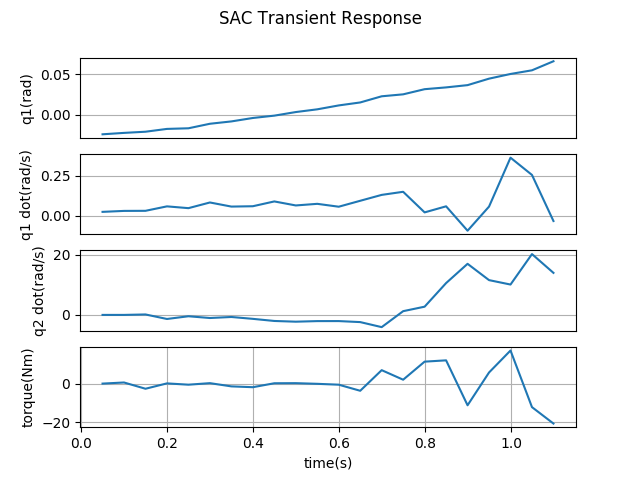 SAC Transient Response
q1(rad)
0.05
0.00
q1 dot(rad/s)
0.25
0.00
q2 dot(rad/s)
20
0
torque(Nm)
0
−20
0.0 0.2 0.4 0.6 0.8 1.0
time(s)